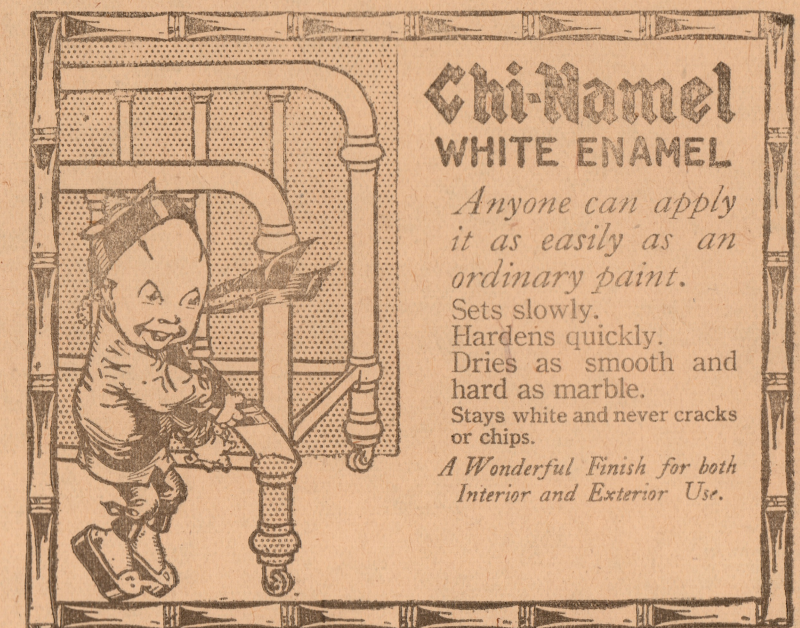 Chi-Namel
WHITE ENAMEL
Anyone can apply
it as easily as an
ordinary paint.
Sets slowly.
Hardens quickly.
Dries as smooth and
hard as marble.
Stays white and never cracks
or chips.
A Wonderful Finish for both
Interior and Exterior Use.